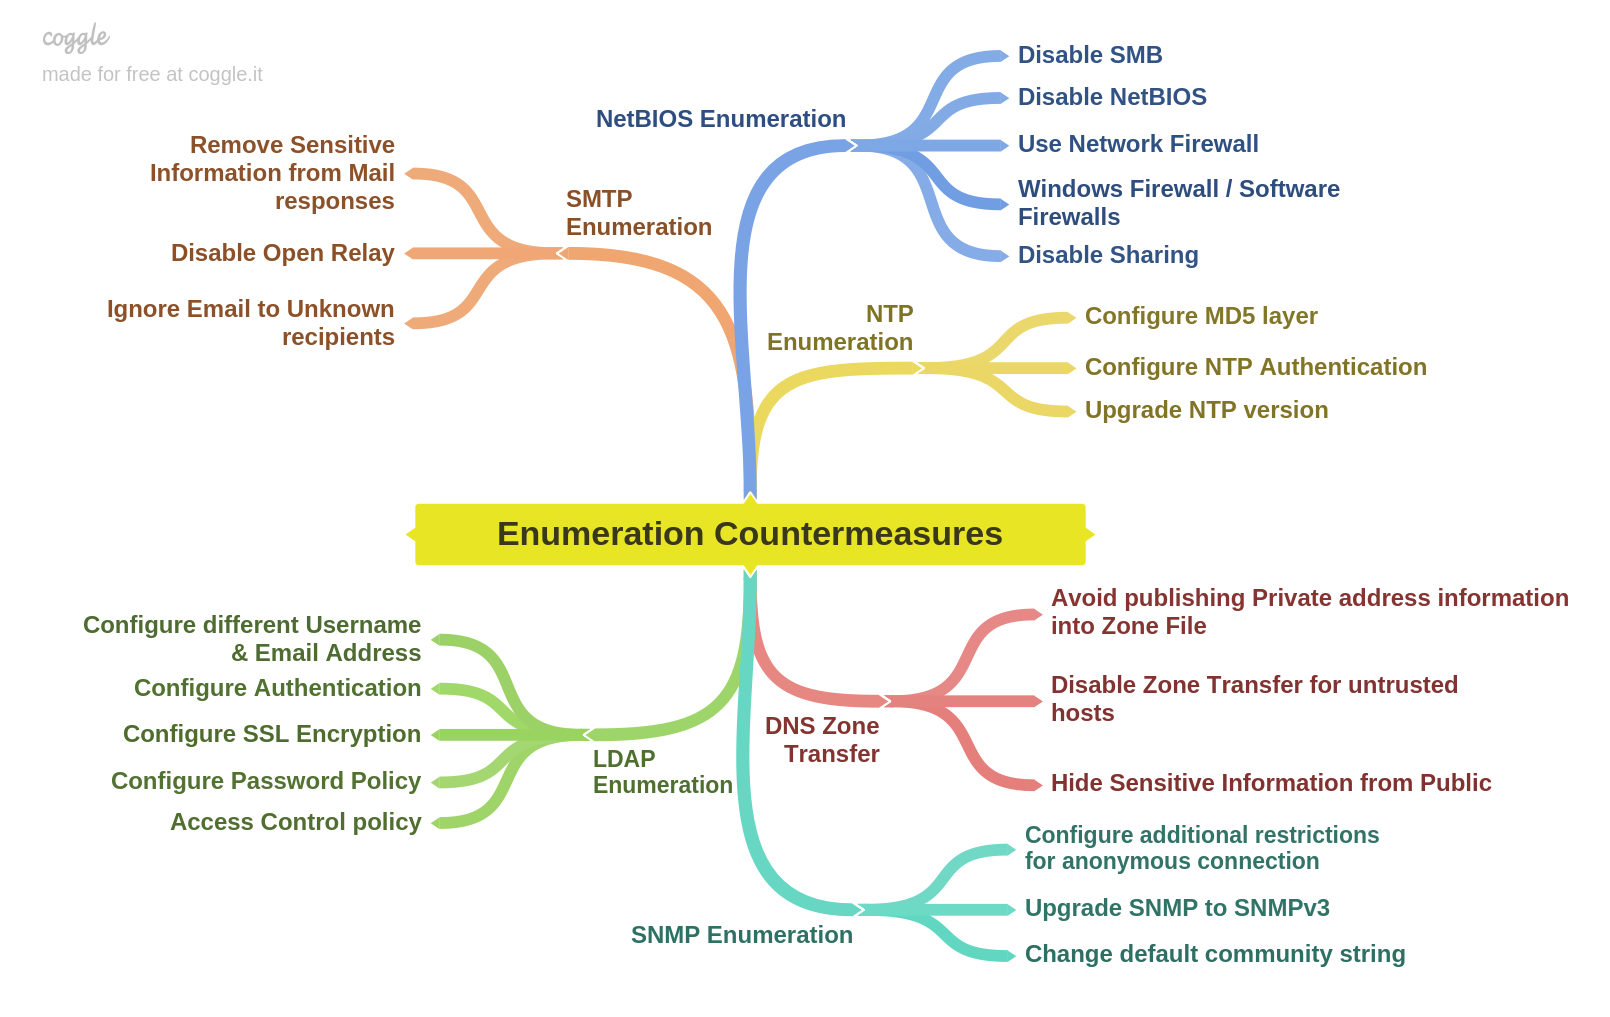 coggle
made for free at coggle.it
NetBIOS Enumeration
Disable SMB
Disable NetBIOS
Use Network Firewall
Windows Firewall / Software
Firewalls
Disable Sharing
SMTP
Enumeration
Remove Sensitive
Information from Mail
responses
Disable Open Relay
Ignore Email to Unknown
recipients
NTP
Enumeration
Configure MD5 layer
Configure NTP Authentication
Upgrade NTP version
Enumeration Countermeasures
LDAP
Enumeration
Configure different Username
& Email Address
Configure Authentication
Configure SSL Encryption
Configure Password Policy
Access Control policy
DNS Zone
Transfer
Avoid publishing Private address information
into Zone File
Disable Zone Transfer for untrusted
hosts
Hide Sensitive Information from Public
SNMP Enumeration
Configure additional restrictions
for anonymous connection
Upgrade SNMP to SNMPv3
Change default community string